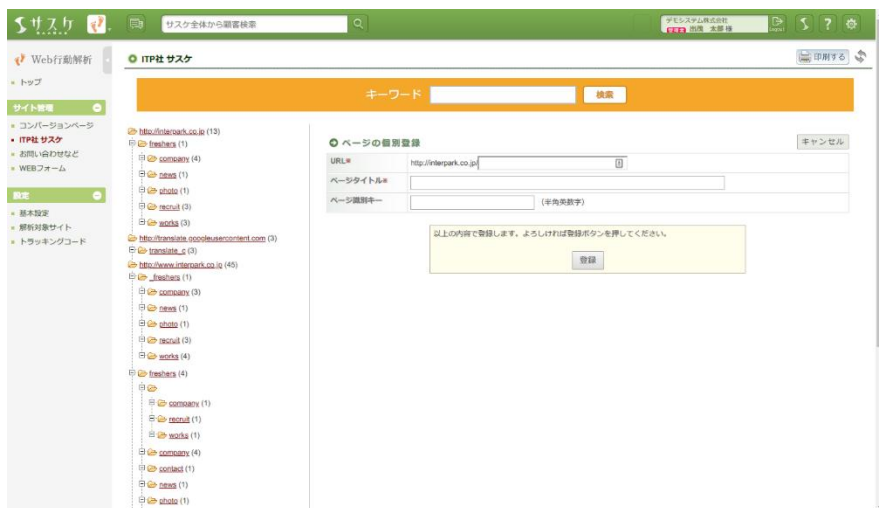 サスケ
サスケ全体から顧客検索
デモシステム株式会社
出茂 太郎 様
?
Web行動解析
ITP社 サスケ
印刷する
トップ
キーワード
検索
サイト管理
コンバージョンページ
ITP社 サスケ
お問い合わせなど
WEBフォーム
設定
基本設定
解析対象サイト
トラッキングコード
http://interpark.co.jp (13)
freshers (1)
company (4)
news (1)
photo (1)
recruit (3)
works (3)
http://translate.googleusercontent.com (3)
translate_c (3)
http://www.interpark.co.jp (45)
_freshers (1)
company (3)
news (1)
photo (1)
recruit (3)
works (4)
freshers (4)
company (1)
recruit (1)
works (1)
company (4)
contact (1)
news (1)
photo (1)
ページの個別登録
キャンセル
URL※ http://interpark.co.jp/
ページタイトル※
ページ識別キー (半角英数字)
以上の内容で登録します。よろしければ登録ボタンを押してください。
登録